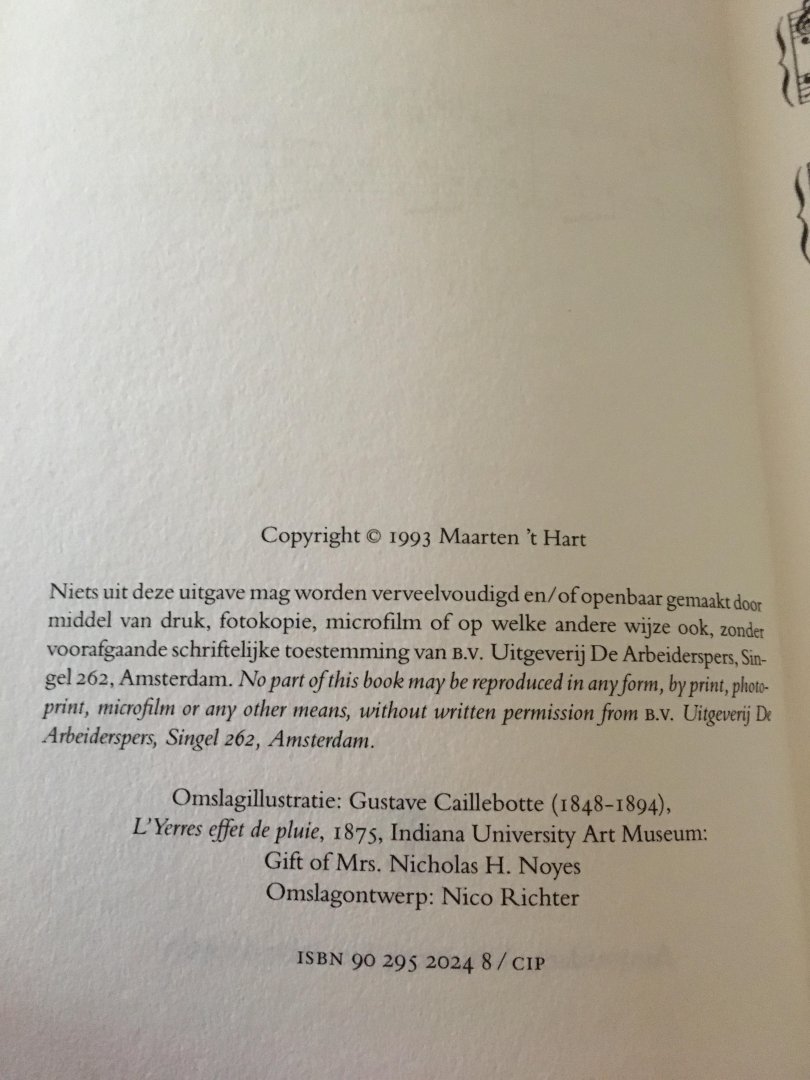 Copyright © 1993 Maarten 't Hart
Niets uit deze uitgave mag worden verveelvoudigd en/of openbaar gemaakt door
middel van druk, fotokopie, microfilm of op welke andere wijze ook, zonder
voorafgaande schriftelijke toestemming van B.V. Uitgeverij De Arbeiderspers, Sin-
gel 262, Amsterdam. No part of this book may be reproduced in any form, by print, photo-
print, microfilm or any other means, without written permission from B.V. Uitgeverij De
Arbeiderspers, Singel 262, Amsterdam.
Omslagillustratie: Gustave Caillebotte (1848-1894),
L'Yerres effet de pluie, 1875, Indiana University Art Museum:
Gift of Mrs. Nicholas H. Noyes
Omslagontwerp: Nico Richter
ISBN 90 295 2024 8 / CIP